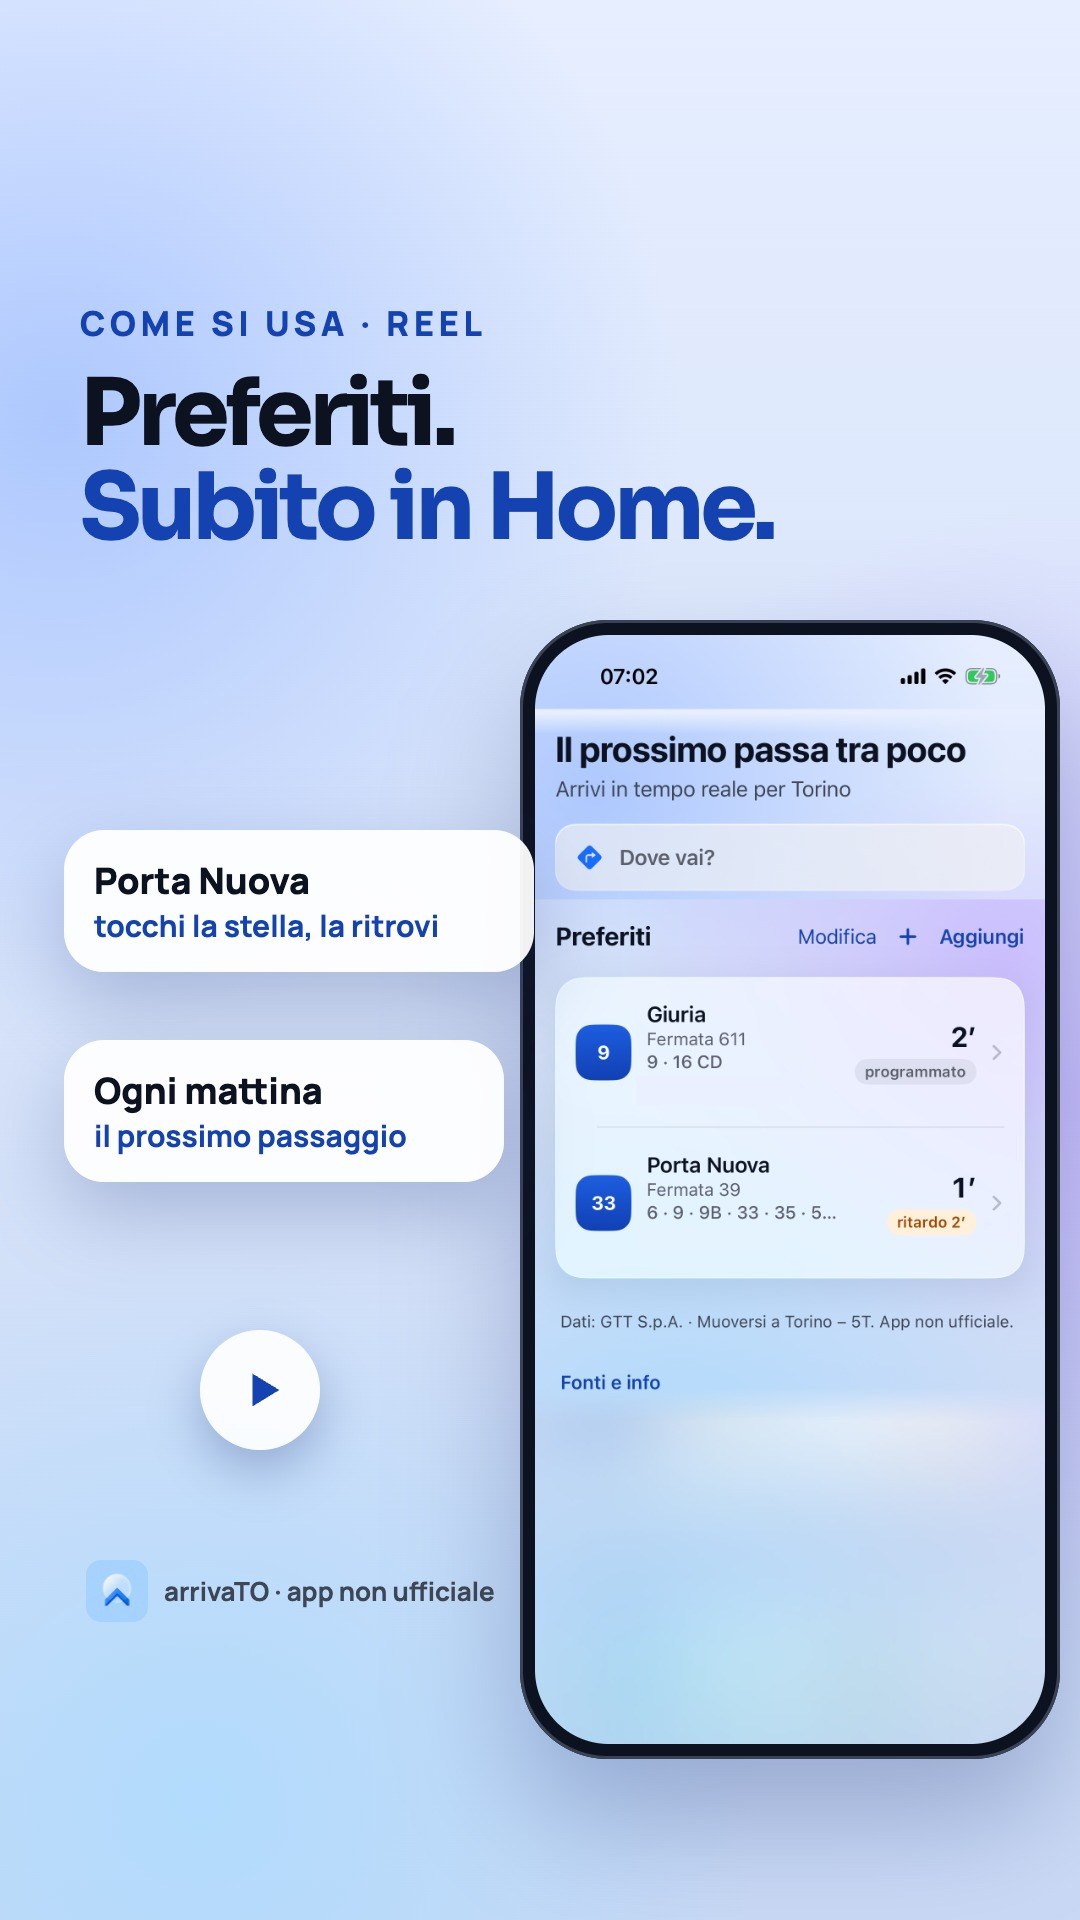 COME SI USA · REEL
Preferiti.
Subito in Home.
07:02
Il prossimo passa tra poco
Arrivi in tempo reale per Torino
Dove vai?
Preferiti
Modifica + Aggiungi
Giuria
Fermata 611
9 · 16 CD
9
2′
programmato
Porta Nuova
Fermata 39
6 · 9 · 9B · 33 · 35 · 5...
33
1′
ritardo 2′
Dati: GTT S.p.A. · Muoversi a Torino – 5T. App non ufficiale.
Fonti e info
Porta Nuova
tocchi la stella, la ritrovi
Ogni mattina
il prossimo passaggio
arrivaTO · app non ufficiale